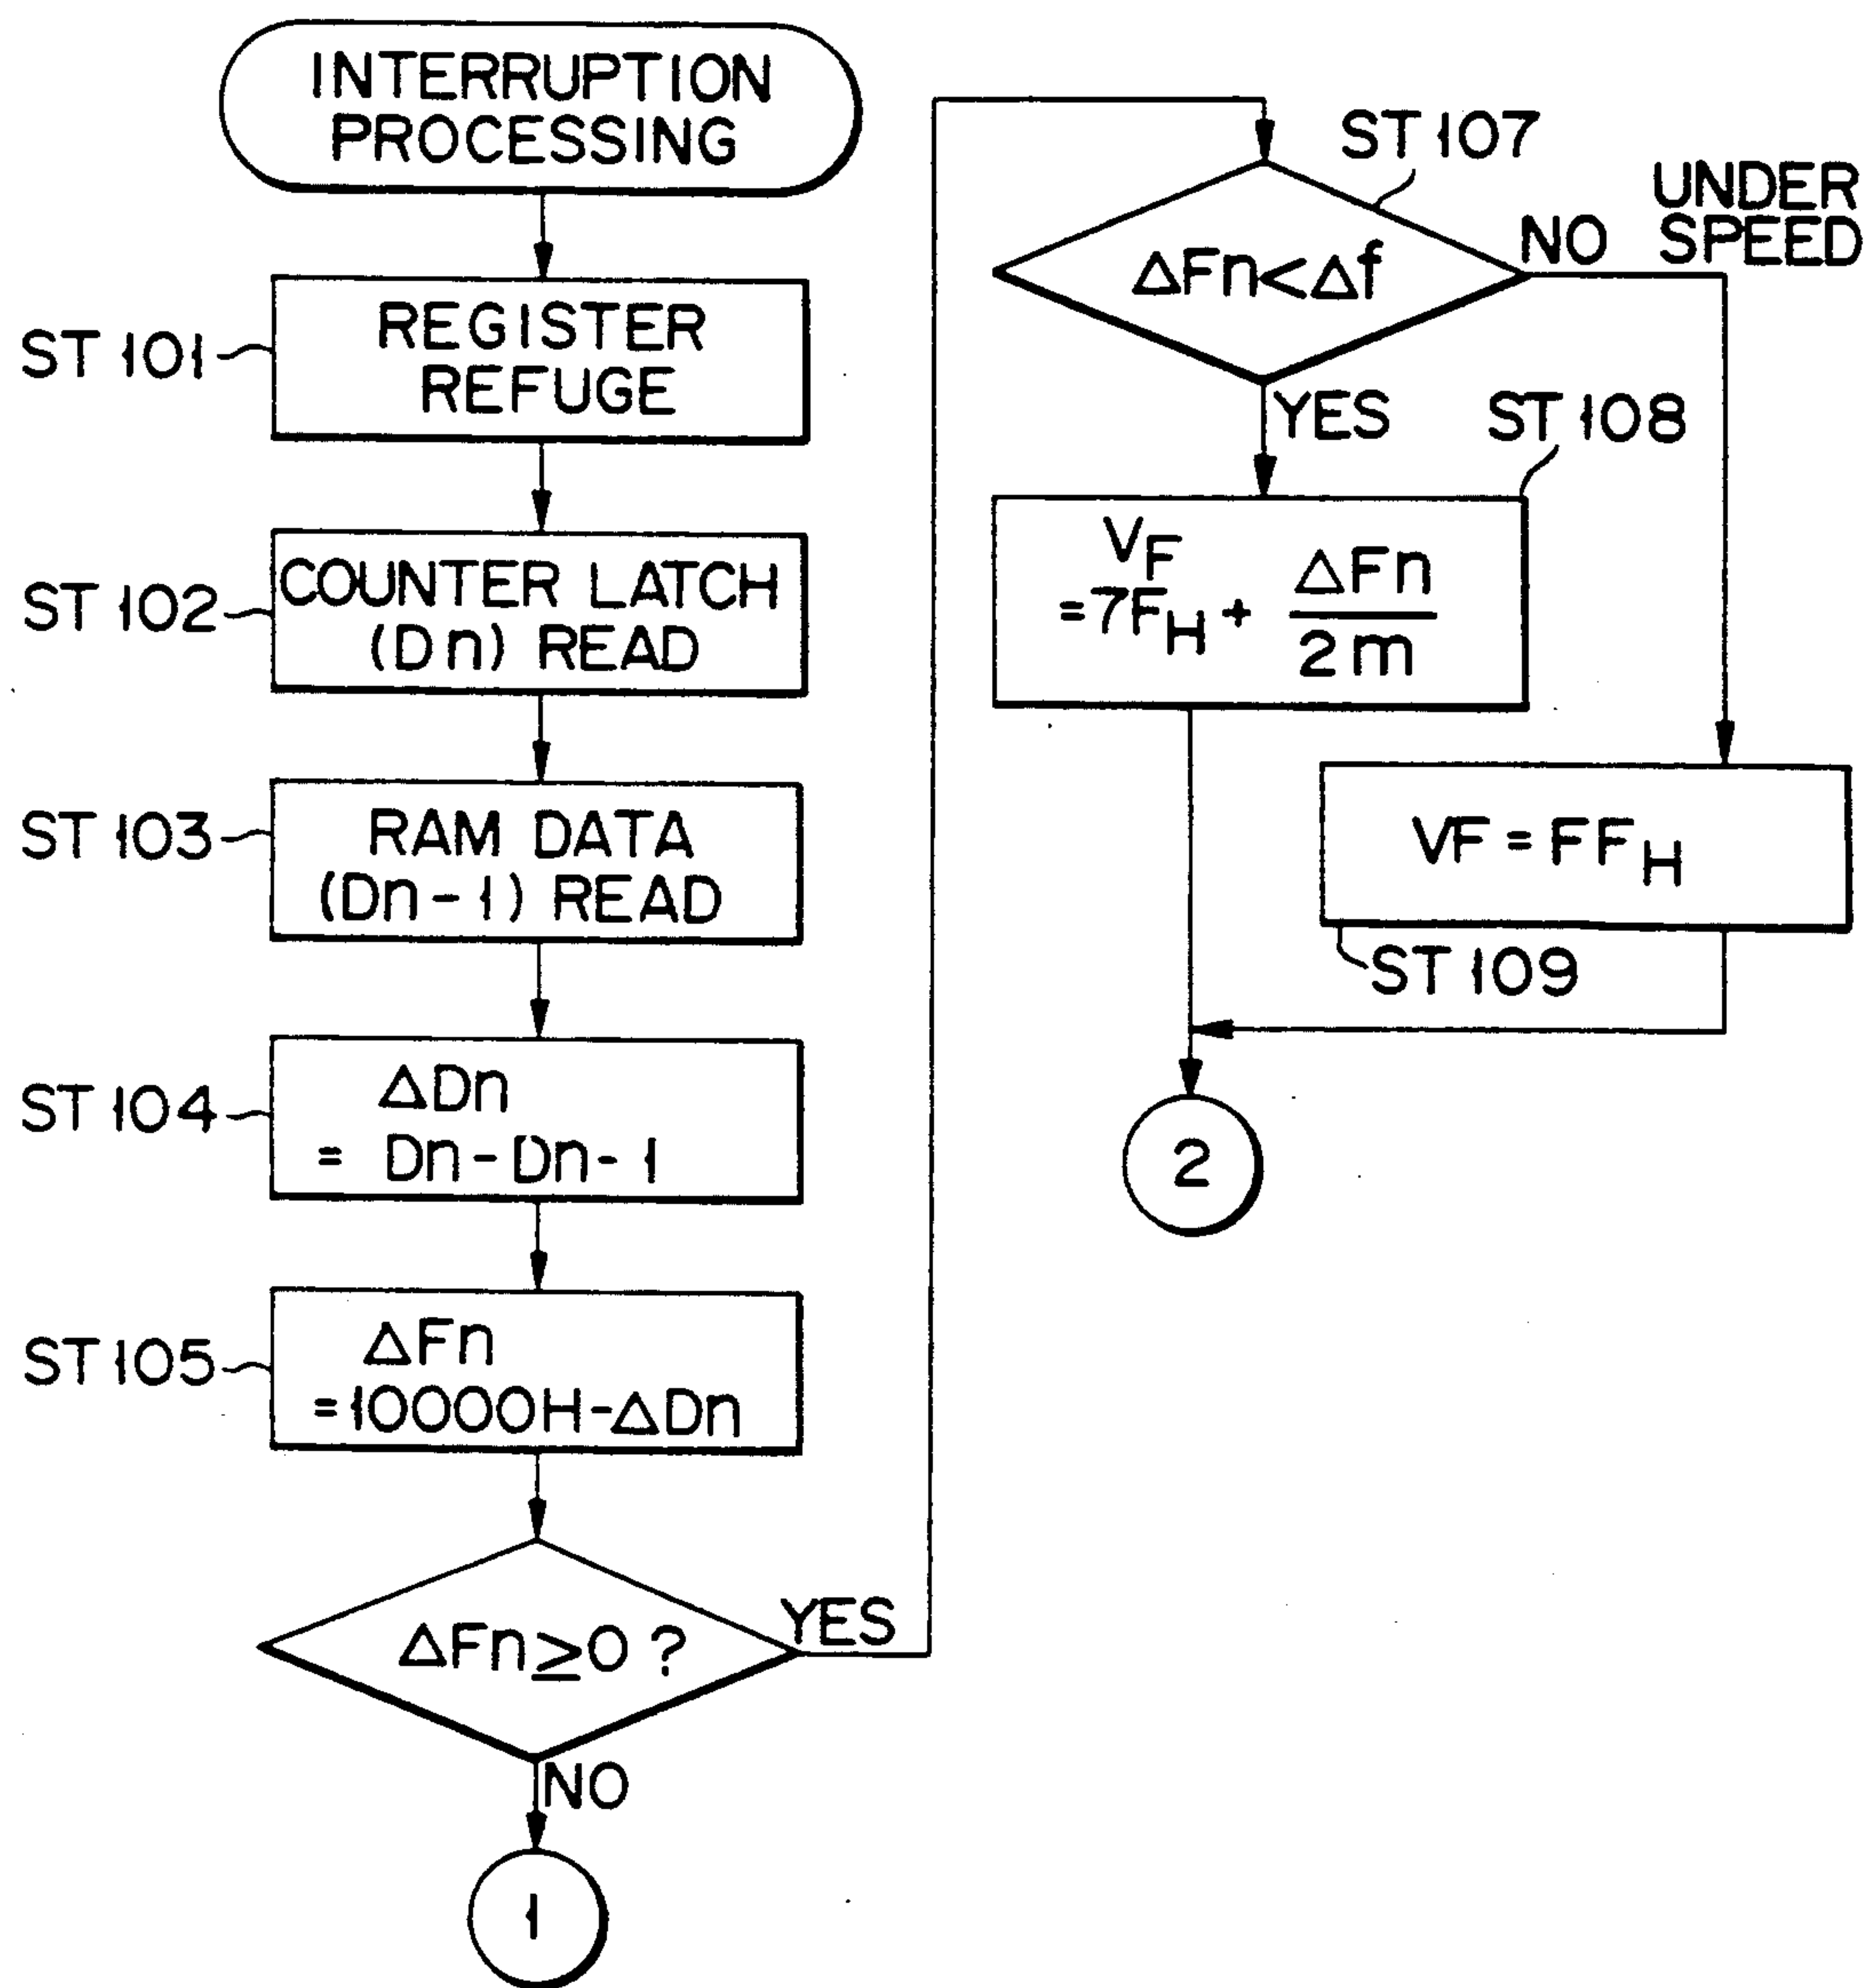 INTERRUPTION
PROCESSING
ST 101
REGISTER
REFUGE
ST 102
COUNTER LATCH
(Dn) READ
ST 103
RAM DATA
(Dn-1) READ
ST 104
ΔDn
= Dn-Dn-1
ST 105
ΔFn
=10000H-ΔDn
ΔFn≥0 ?
YES
NO
1
ST 107
ΔFn<Δf
NO
UNDER
SPEED
YES
ST 108
VF
=7FH + ΔFn
2m
VF = FFH
ST 109
2